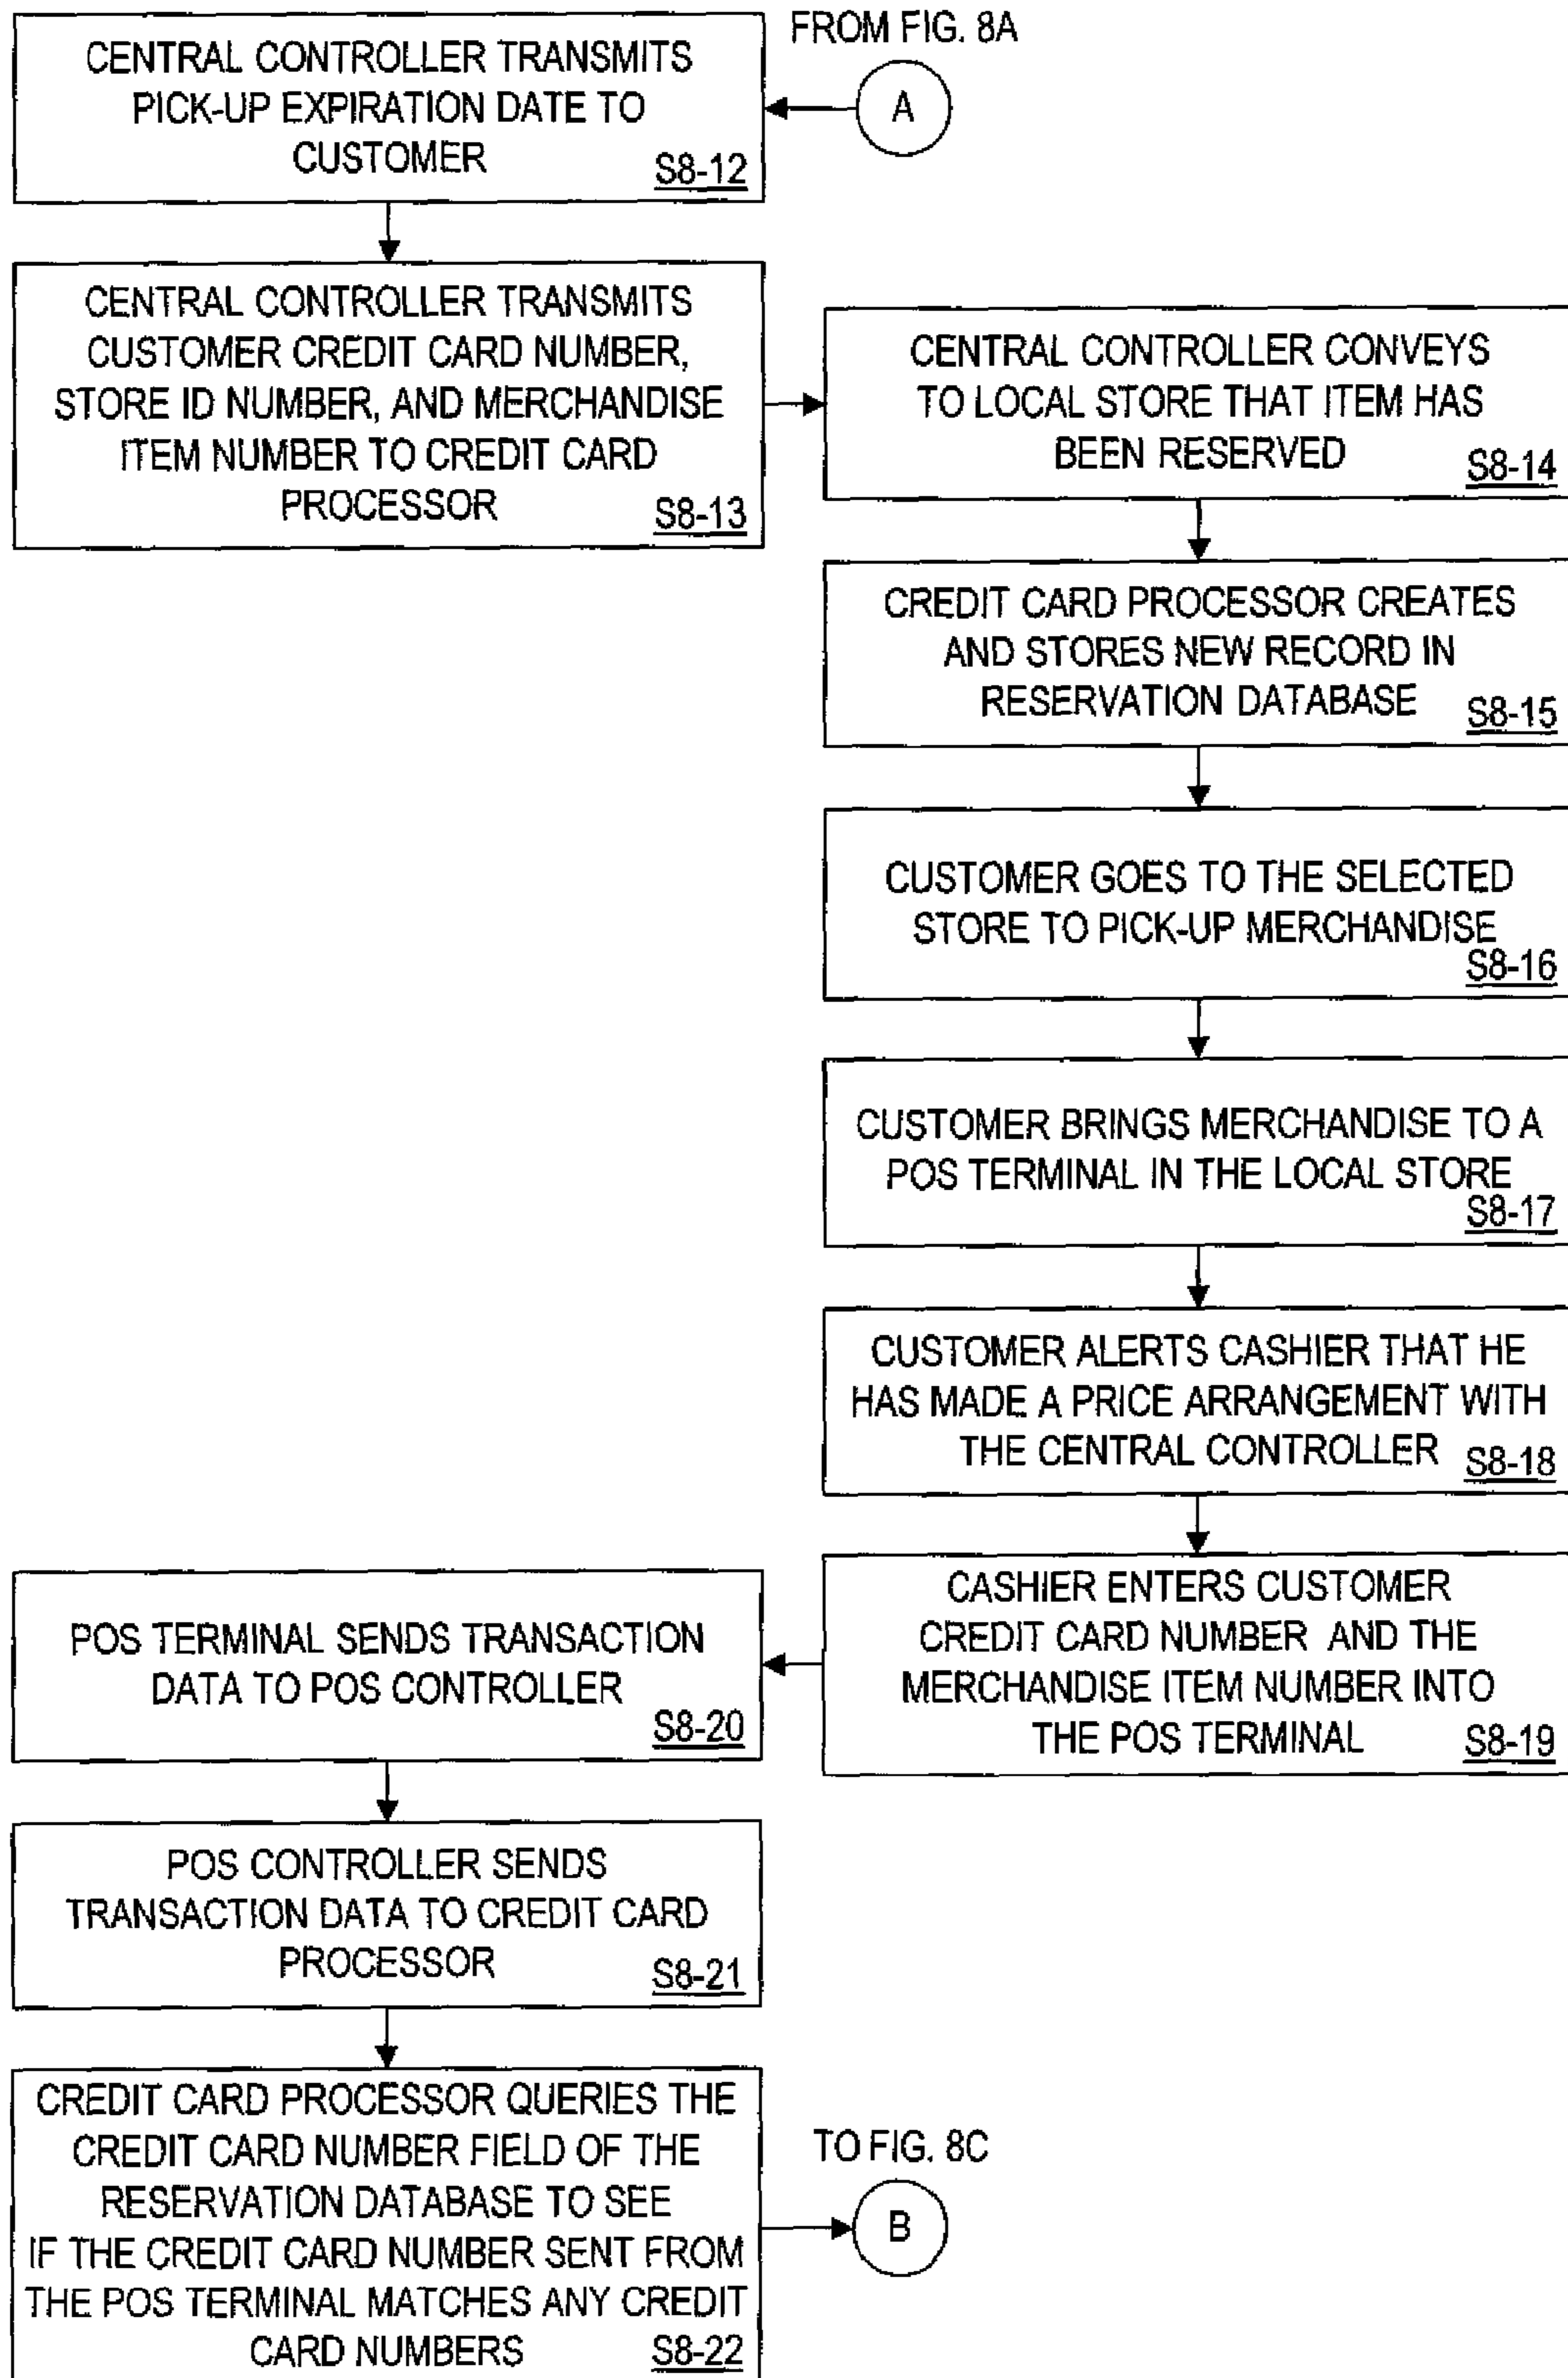 FROM FIG. 8A
A
CENTRAL CONTROLLER TRANSMITS
PICK-UP EXPIRATION DATE TO
CUSTOMER
S8-12
CENTRAL CONTROLLER TRANSMITS
CUSTOMER CREDIT CARD NUMBER,
STORE ID NUMBER, AND MERCHANDISE
ITEM NUMBER TO CREDIT CARD
PROCESSOR
S8-13
CENTRAL CONTROLLER CONVEYS
TO LOCAL STORE THAT ITEM HAS
BEEN RESERVED
S8-14
CREDIT CARD PROCESSOR CREATES
AND STORES NEW RECORD IN
RESERVATION DATABASE
S8-15
CUSTOMER GOES TO THE SELECTED
STORE TO PICK-UP MERCHANDISE
S8-16
CUSTOMER BRINGS MERCHANDISE TO A
POS TERMINAL IN THE LOCAL STORE
S8-17
CUSTOMER ALERTS CASHIER THAT HE
HAS MADE A PRICE ARRANGEMENT WITH
THE CENTRAL CONTROLLER
S8-18
CASHIER ENTERS CUSTOMER
CREDIT CARD NUMBER AND THE
MERCHANDISE ITEM NUMBER INTO
THE POS TERMINAL
S8-19
POS TERMINAL SENDS TRANSACTION
DATA TO POS CONTROLLER
S8-20
POS CONTROLLER SENDS
TRANSACTION DATA TO CREDIT CARD
PROCESSOR
S8-21
CREDIT CARD PROCESSOR QUERIES THE
CREDIT CARD NUMBER FIELD OF THE
RESERVATION DATABASE TO SEE
IF THE CREDIT CARD NUMBER SENT FROM
THE POS TERMINAL MATCHES ANY CREDIT
CARD NUMBERS
S8-22
TO FIG. 8C
B